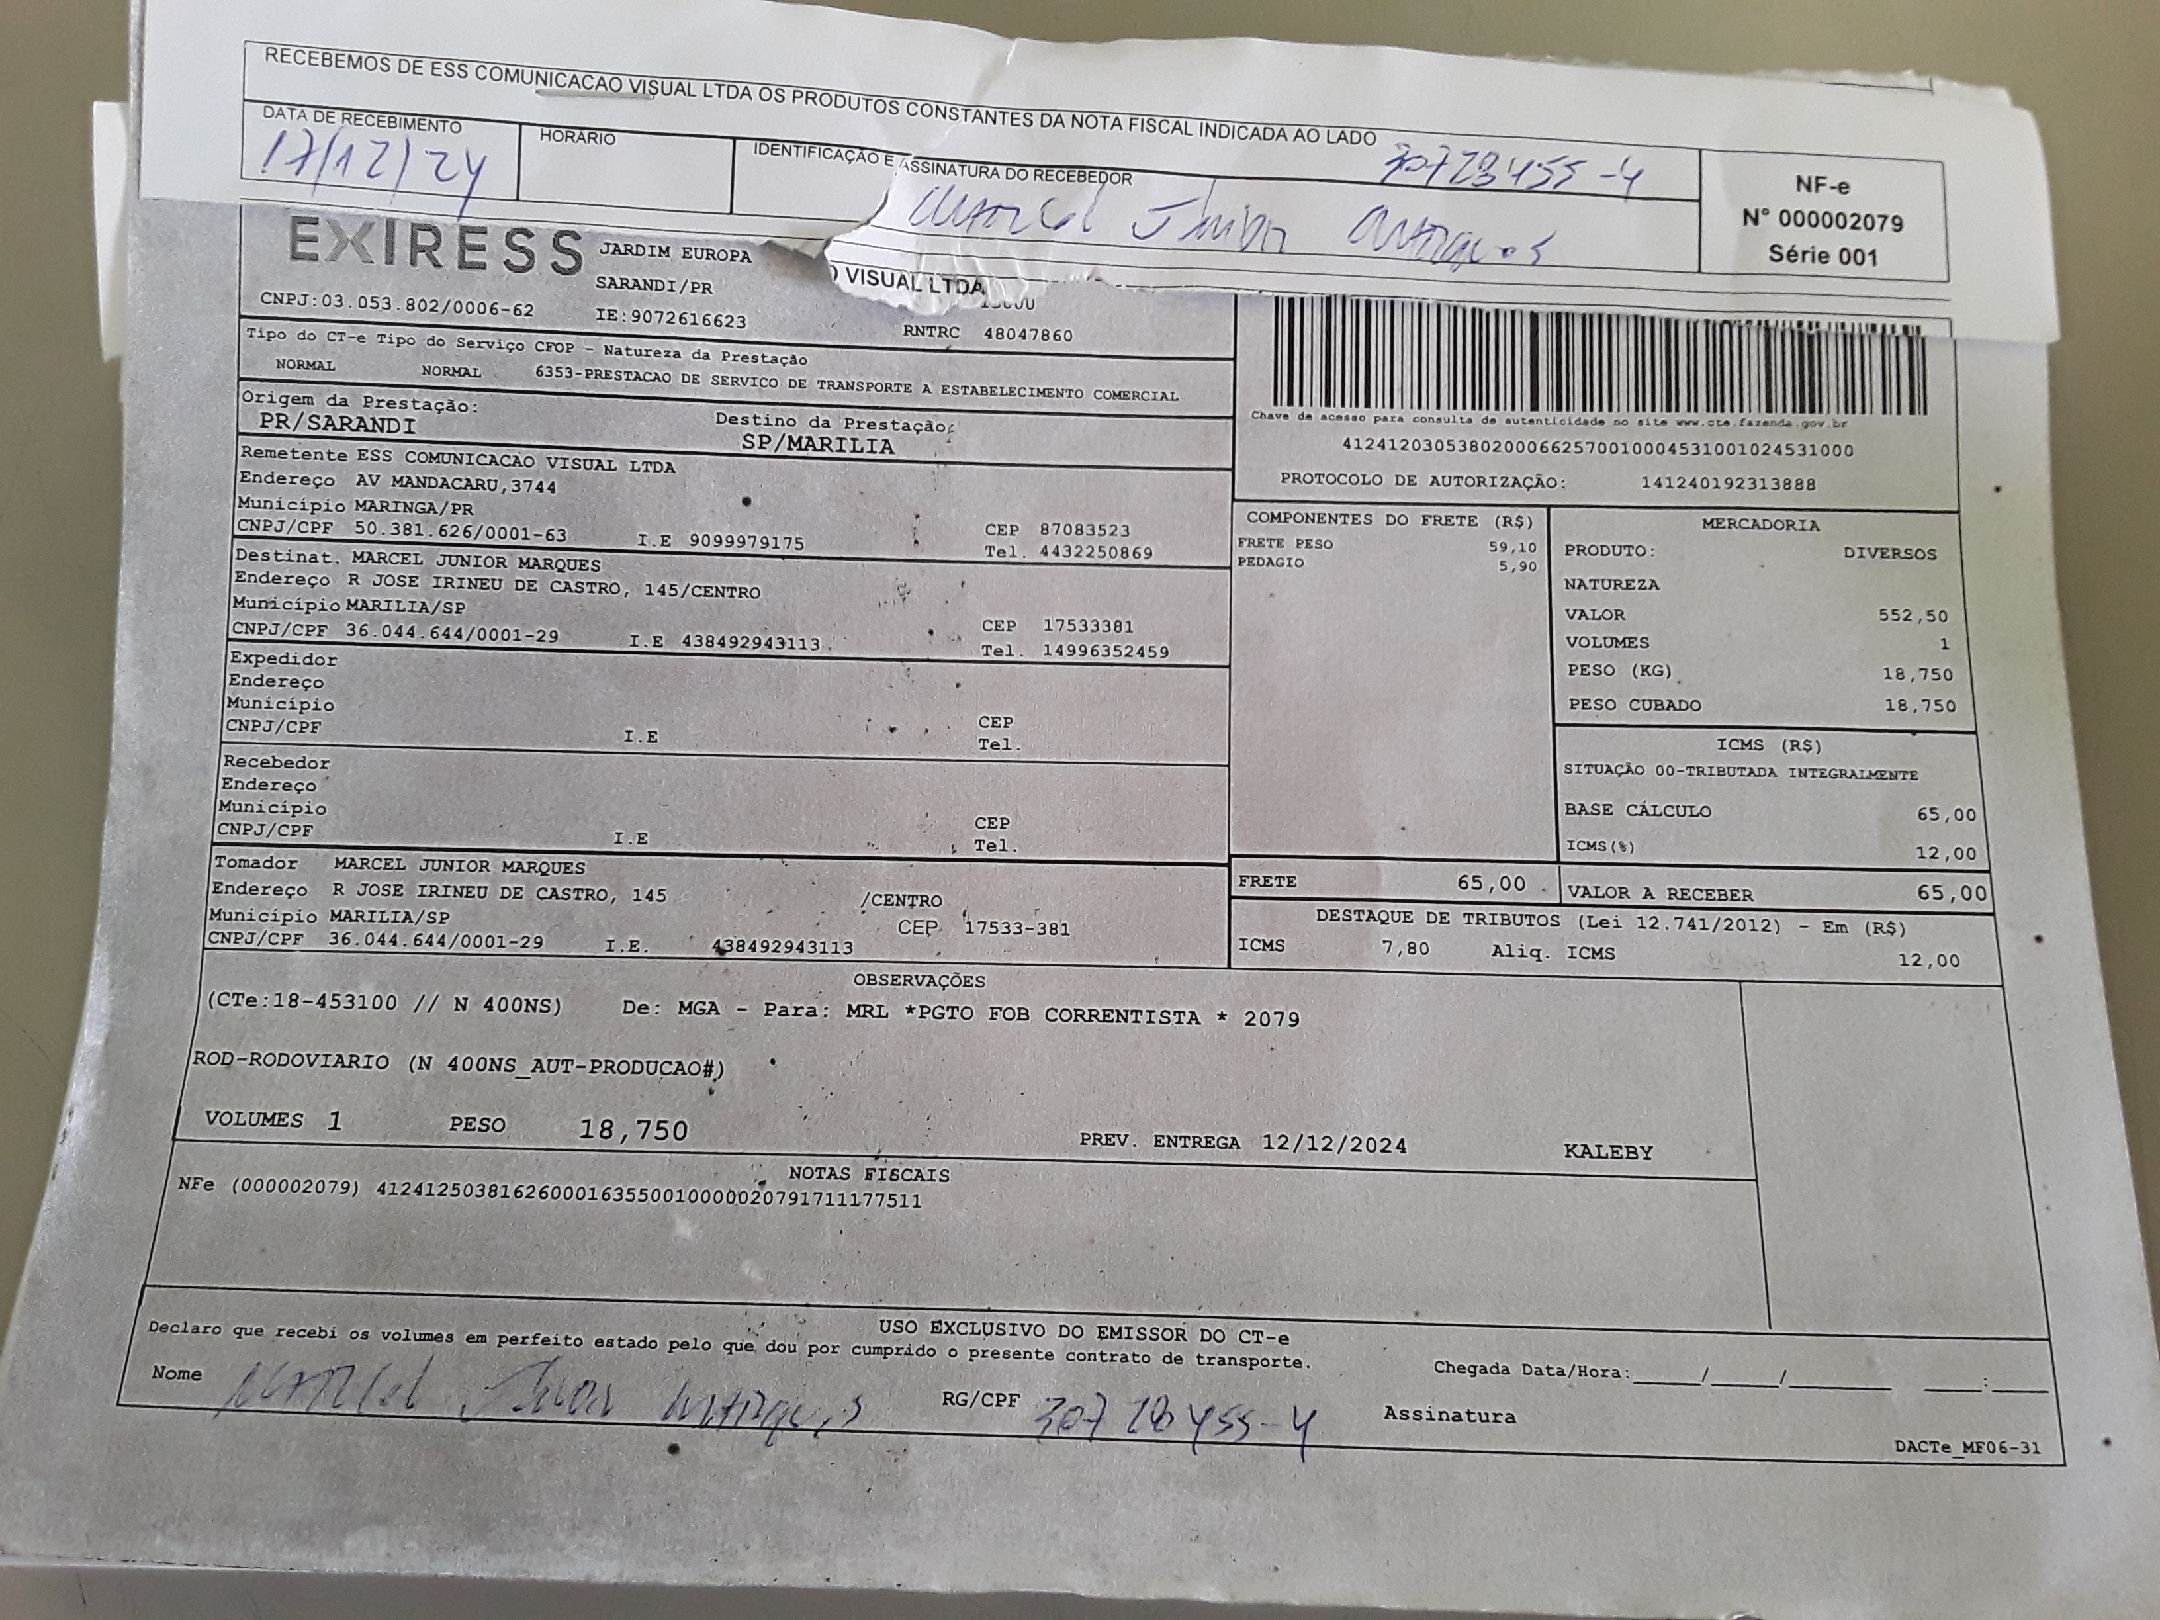 RECEBEMOS DE ESS COMUNICACAO VISUAL LTDA OS PRODUTOS CONSTANTES DA NOTA FISCAL INDICADA AO LADO
DATA DE RECEBIMENTO
17/12/24
HORÁRIO
IDENTIFICAÇÃO E ASSINATURA DO RECEBEDOR
30728455-4
Marcel Junior Marques
NF-e
N° 000002079
Série 001
EXIRESS
JARDIM EUROPA
SARANDI/PR
O VISUAL LTDA
CNPJ:03.053.802/0006-62
IE:9072616623
RNTRC 48047860
Tipo do CT-e Tipo do Serviço CFOP - Natureza da Prestação
NORMAL NORMAL 6353-PRESTACAO DE SERVICO DE TRANSPORTE A ESTABELECIMENTO COMERCIAL
Origem da Prestação: Destino da Prestação:
PR/SARANDI SP/MARILIA
Chave de acesso para consulta de autenticidade no site www.cte.fazenda.gov.br
41241203053802000662570010004531001024531000
PROTOCOLO DE AUTORIZAÇÃO: 141240192313888
Remetente ESS COMUNICACAO VISUAL LTDA
Endereço AV MANDACARU,3744
Município MARINGA/PR CEP 87083523
CNPJ/CPF 50.381.626/0001-63 I.E 9099979175 Tel. 4432250869
Destinat. MARCEL JUNIOR MARQUES
Endereço R JOSE IRINEU DE CASTRO, 145/CENTRO
Município MARILIA/SP CEP 17533381
CNPJ/CPF 36.044.644/0001-29 I.E 438492943113 Tel. 14996352459
Expedidor
Endereço
Município CEP
CNPJ/CPF I.E Tel.
Recebedor
Endereço
Município CEP
CNPJ/CPF I.E Tel.
Tomador MARCEL JUNIOR MARQUES
Endereço R JOSE IRINEU DE CASTRO, 145 /CENTRO
Município MARILIA/SP CEP 17533-381
CNPJ/CPF 36.044.644/0001-29 I.E. 438492943113
COMPONENTES DO FRETE (R$)
FRETE PESO 59,10
PEDAGIO 5,90
MERCADORIA
PRODUTO: DIVERSOS
NATUREZA
VALOR 552,50
VOLUMES 1
PESO (KG) 18,750
PESO CUBADO 18,750
ICMS (R$)
SITUAÇÃO 00-TRIBUTADA INTEGRALMENTE
BASE CÁLCULO 65,00
ICMS(%) 12,00
FRETE 65,00 VALOR A RECEBER 65,00
DESTAQUE DE TRIBUTOS (Lei 12.741/2012) - Em (R$)
ICMS 7,80 Aliq. ICMS 12,00
OBSERVAÇÕES
(CTe:18-453100 // N 400NS) De: MGA - Para: MRL *PGTO FOB CORRENTISTA * 2079
ROD-RODOVIARIO (N 400NS_AUT-PRODUCAO#)
VOLUMES 1 PESO 18,750 PREV. ENTREGA 12/12/2024 KALEBY
NOTAS FISCAIS
NFe (000002079) 41241250381626000163550010000020791711177511
USO EXCLUSIVO DO EMISSOR DO CT-e
Declaro que recebi os volumes em perfeito estado pelo que dou por cumprido o presente contrato de transporte.
Chegada Data/Hora:_____/_____/_______ ____:____
Nome Marcel Junior Marques RG/CPF 30728455-4 Assinatura
DACTe_MF06-31